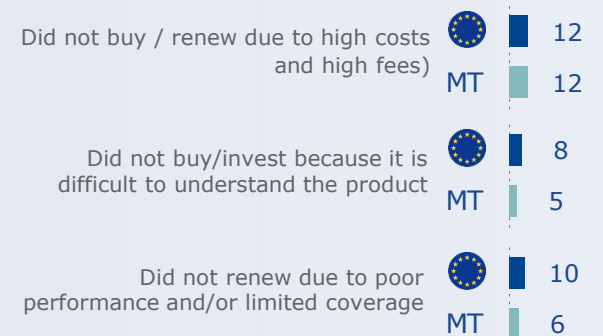 Did not buy / renew due to high costs
and high fees)
12
MT 12
Did not buy/invest because it is
difficult to understand the product
8
MT 5
Did not renew due to poor
performance and/or limited coverage
10
MT 6